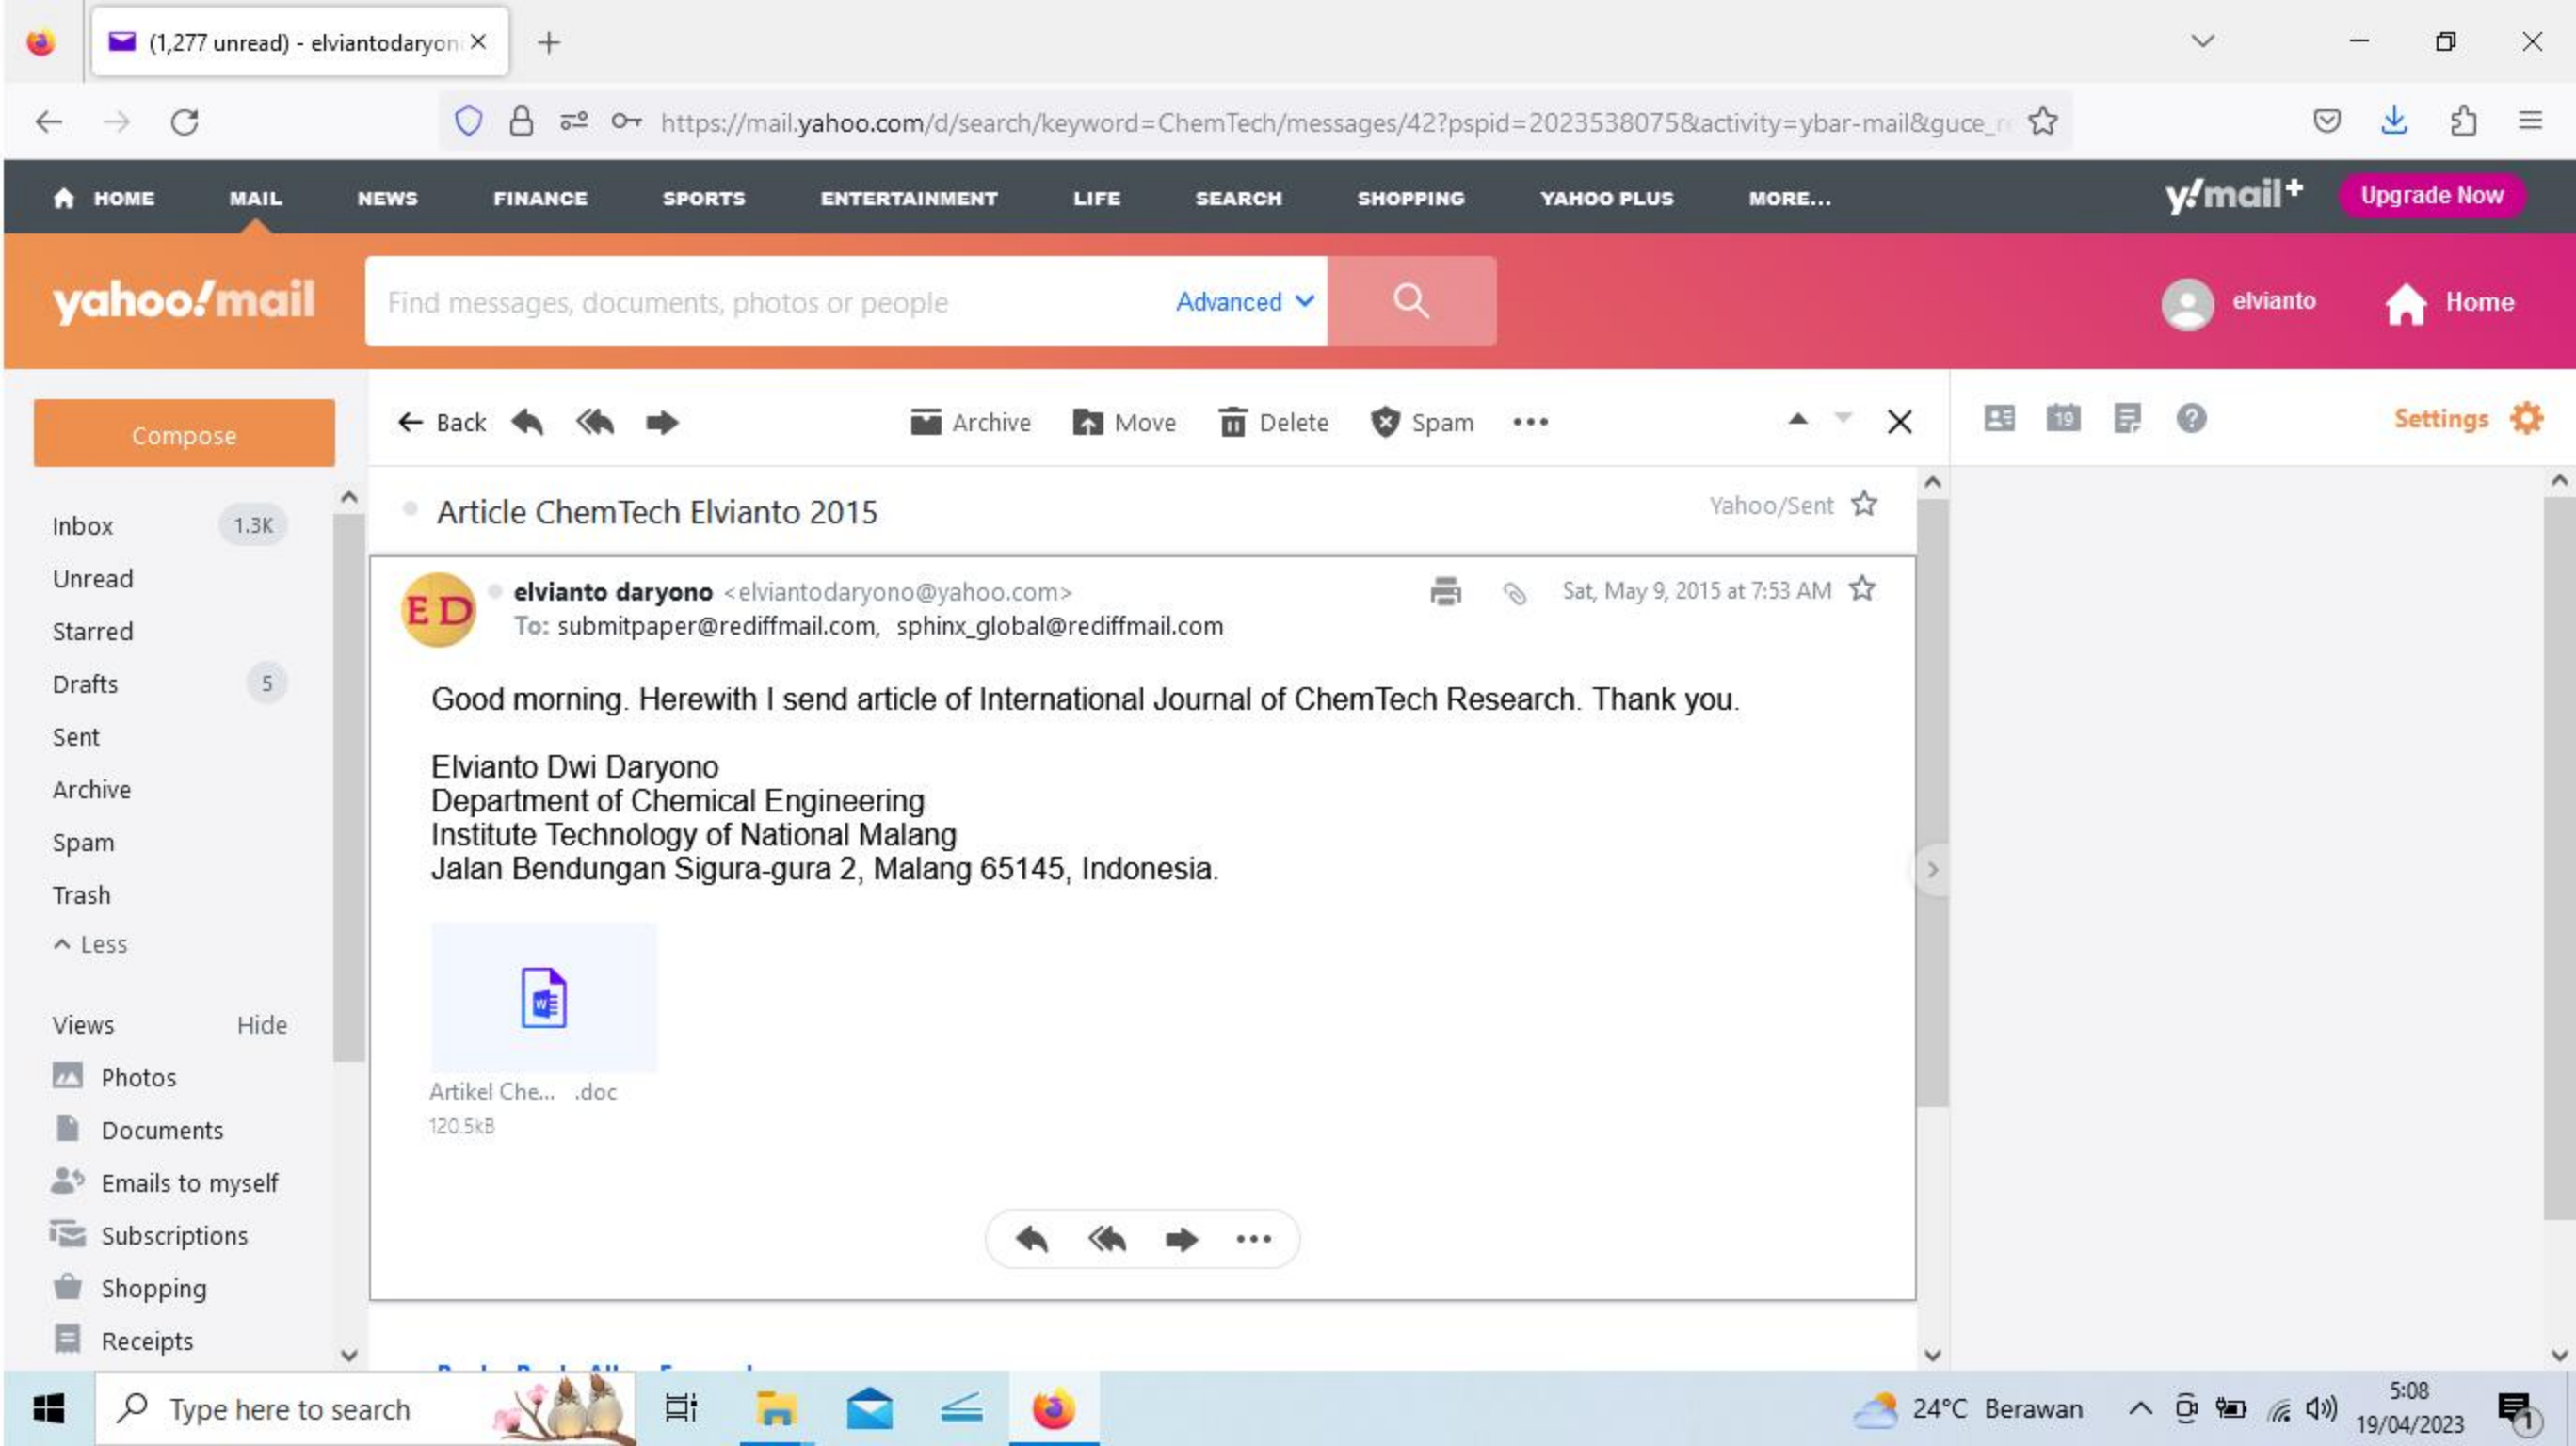 (1,277 unread) - elviantodaryon
https://mail.yahoo.com/d/search/keyword=ChemTech/messages/42?pspid=2023538075&activity=ybar-mail&guce_r
HOME MAIL NEWS FINANCE SPORTS ENTERTAINMENT LIFE SEARCH SHOPPING YAHOO PLUS MORE... y!mail+ Upgrade Now
yahoo!mail Find messages, documents, photos or people Advanced elvianto Home
Compose Back Archive Move Delete Spam 19 Settings
Article ChemTech Elvianto 2015 Yahoo/Sent
Inbox 1.3K
Unread
Starred
Drafts 5
Sent
Archive
Spam
Trash
Less
Views Hide
Photos
Documents
Emails to myself
Subscriptions
Shopping
Receipts
ED elvianto daryono <elviantodaryono@yahoo.com> Sat, May 9, 2015 at 7:53 AM
To: submitpaper@rediffmail.com, sphinx_global@rediffmail.com
Good morning. Herewith I send article of International Journal of ChemTech Research. Thank you.
Elvianto Dwi Daryono
Department of Chemical Engineering
Institute Technology of National Malang
Jalan Bendungan Sigura-gura 2, Malang 65145, Indonesia.
W
Artikel Che... .doc
120.5kB
Type here to search 24°C Berawan 5:08
19/04/2023 1